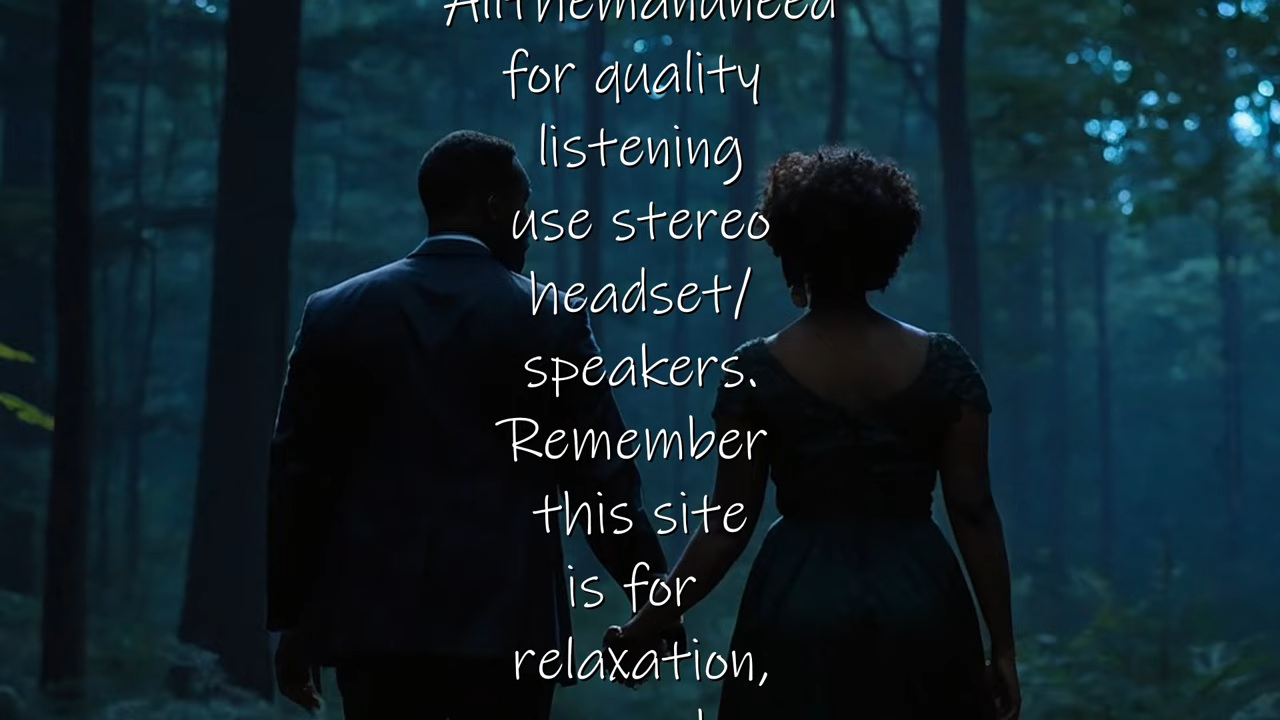 for quality
listening
use stereo
headset/
speakers.
Remember
this site
is for
relaxation,